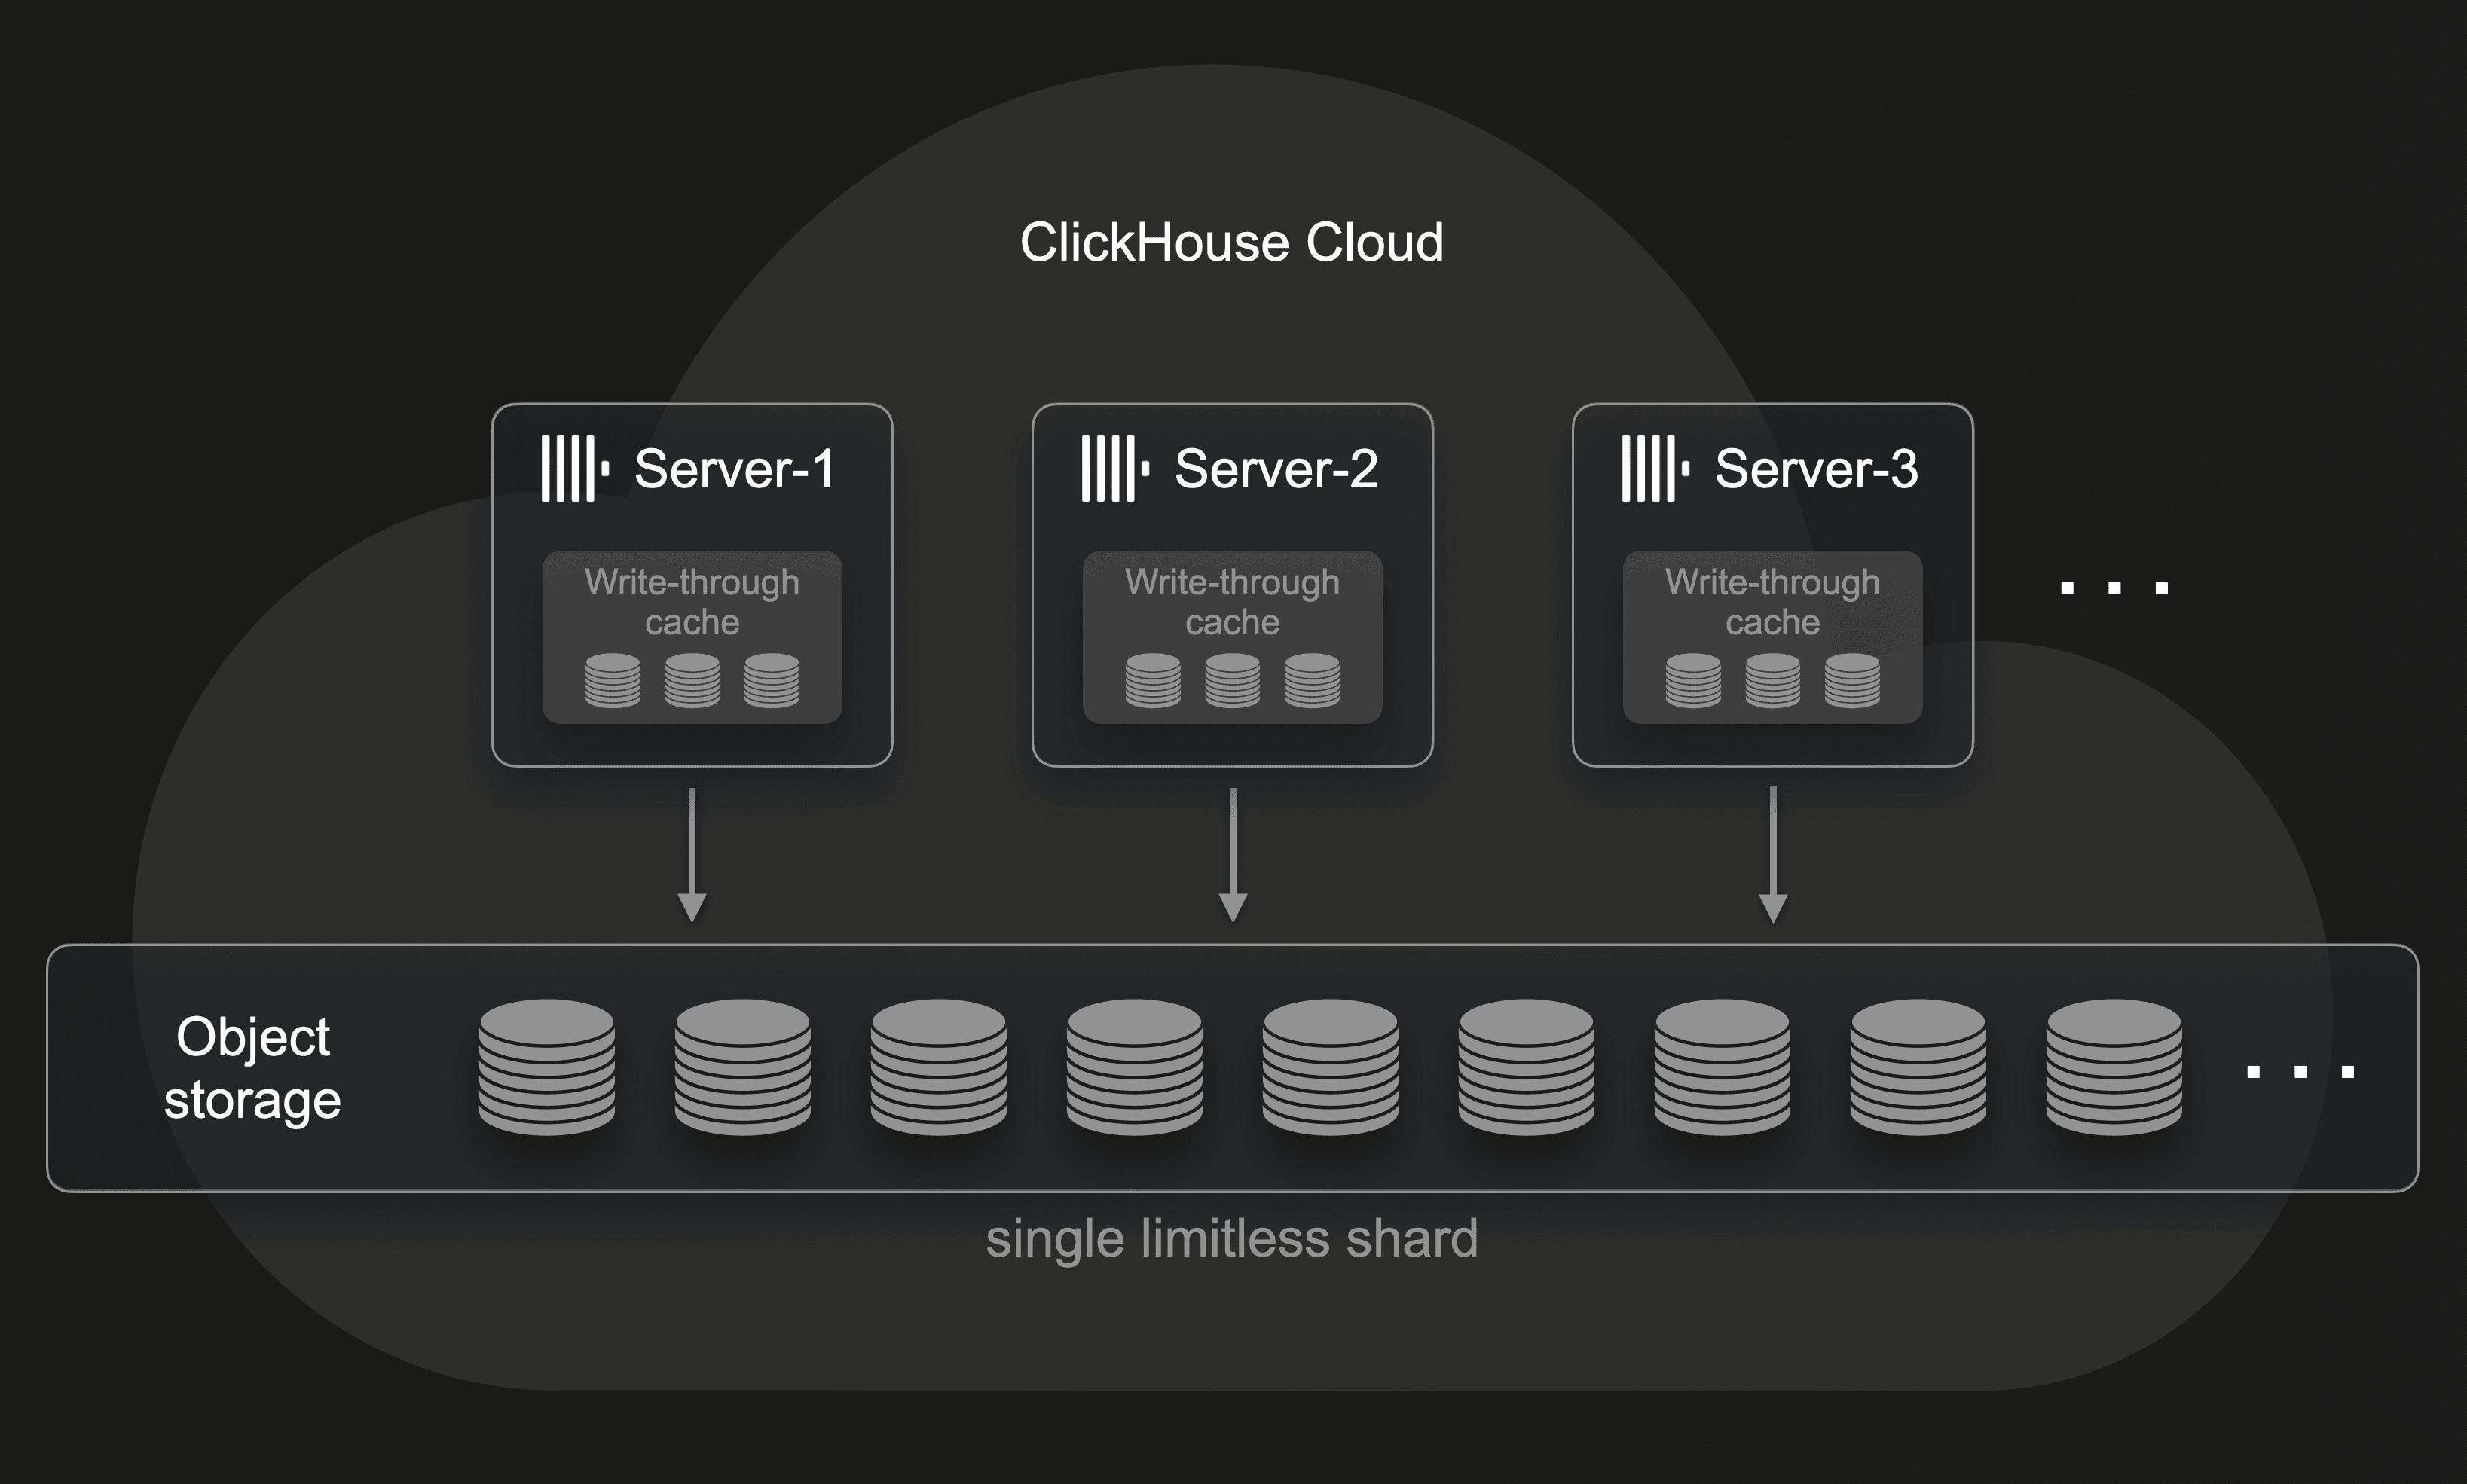 ClickHouse Cloud
Server-1
Server-2
Server-3
Write-through
cache
Write-through
cache
Write-through
cache
. . .
Object
storage
. . .
single limitless shard